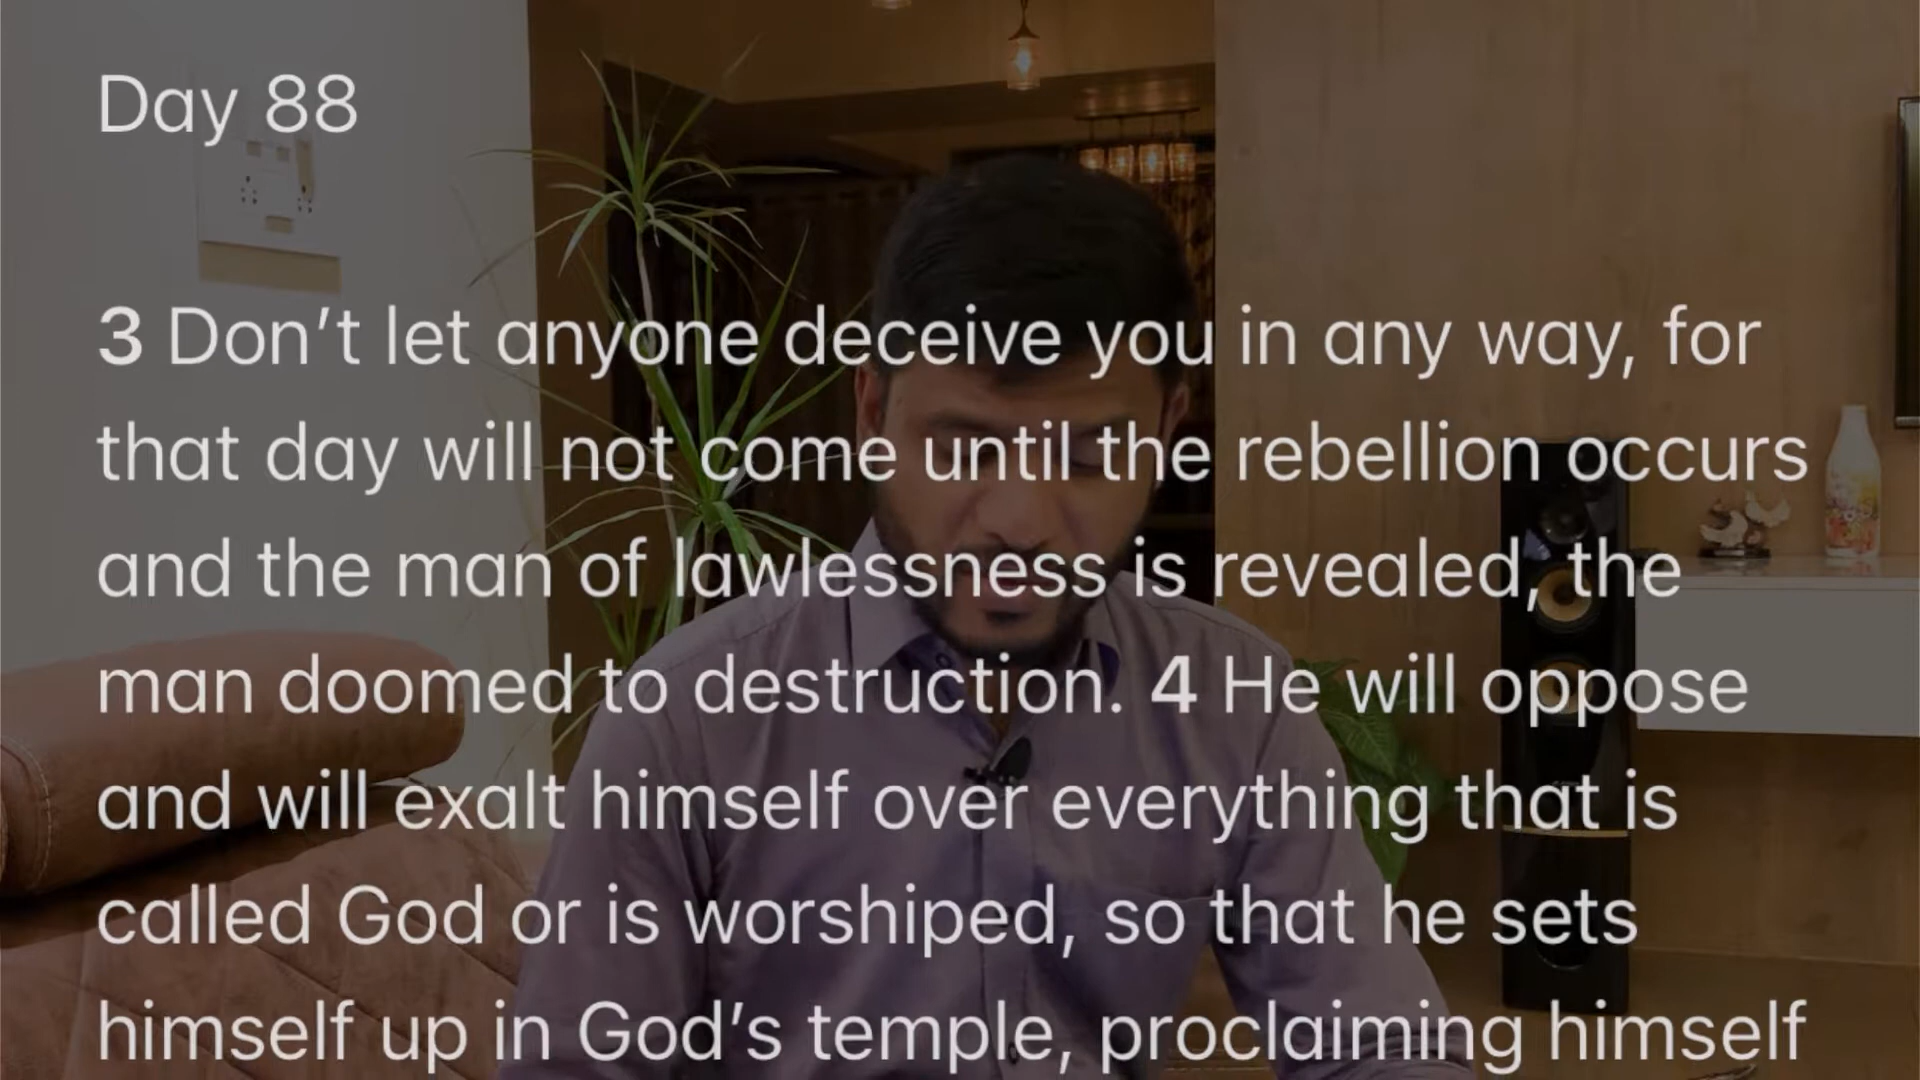 Day 88
3 Don’t let anyone deceive you in any way, for
that day will not come until the rebellion occurs
and the man of lawlessness is revealed, the
man doomed to destruction. 4 He will oppose
and will exalt himself over everything that is
called God or is worshiped, so that he sets
himself up in God’s temple, proclaiming himself